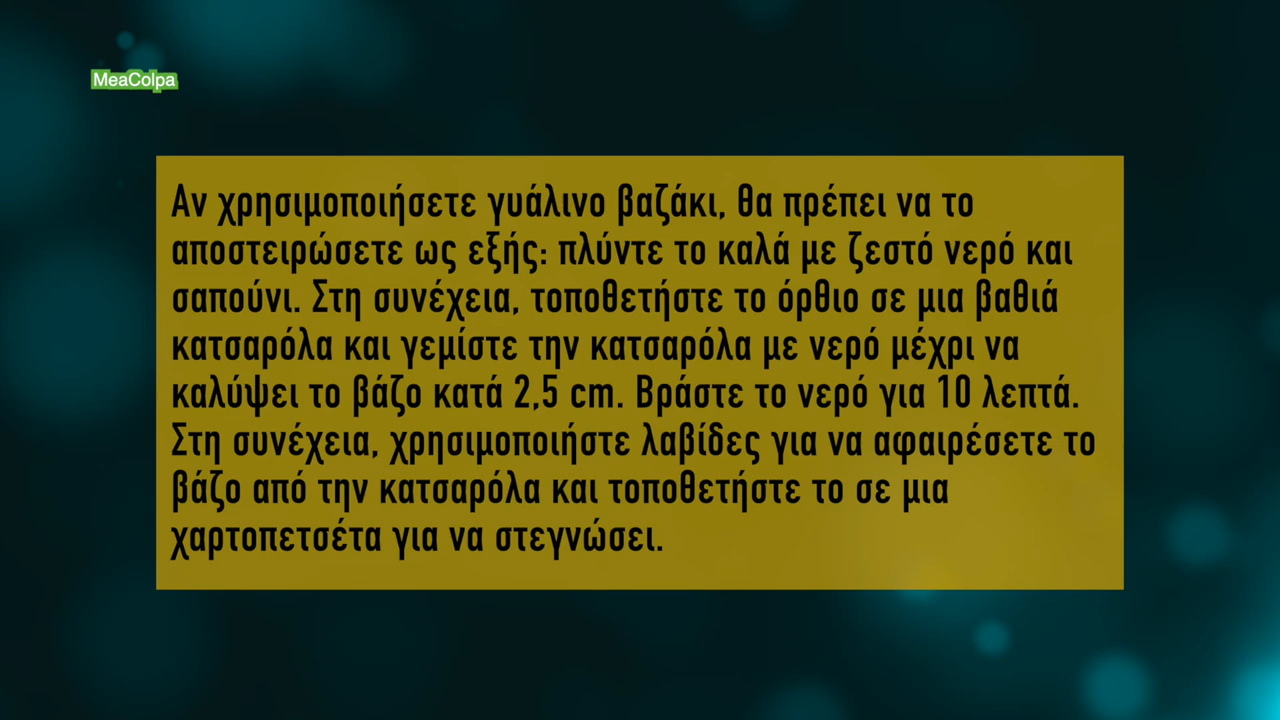 MeaColpa
Αν χρησιμοποιήσετε γυάλινο βαζάκι, θα πρέπει να το
αποστειρώσετε ως εξής: πλύντε το καλά με ζεστό νερό και
σαπούνι. Στη συνέχεια, τοποθετήστε το όρθιο σε μια βαθιά
κατσαρόλα και γεμίστε την κατσαρόλα με νερό μέχρι να
καλύψει το βάζο κατά 2,5 cm. Βράστε το νερό για 10 λεπτά.
Στη συνέχεια, χρησιμοποιήστε λαβίδες για να αφαιρέσετε το
βάζο από την κατσαρόλα και τοποθετήστε το σε μια
χαρτοπετσέτα για να στεγνώσει.